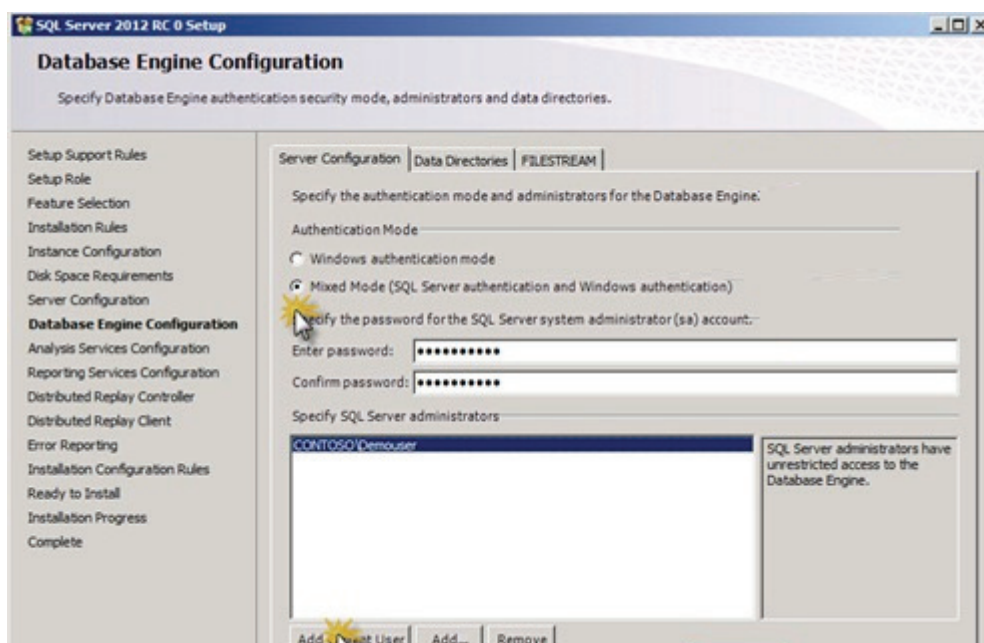 SQL Server 2012 RC 0 Setup
Database Engine Configuration
Specify Database Engine authentication security mode, administrators and data directories.
Setup Support Rules
Setup Role
Feature Selection
Installation Rules
Instance Configuration
Disk Space Requirements
Server Configuration
Database Engine Configuration
Analysis Services Configuration
Reporting Services Configuration
Distributed Replay Controller
Distributed Replay Client
Error Reporting
Installation Configuration Rules
Ready to Install
Installation Progress
Complete
Server Configuration Data Directories FILESTREAM
Specify the authentication mode and administrators for the Database Engine.
Authentication Mode
Windows authentication mode
Mixed Mode (SQL Server authentication and Windows authentication)
the password for the SQL Server system administrator (sa) account.
Enter password: ●●●●●●●●●●
Confirm password: ●●●●●●●●●●
Specify SQL Server administrators
CONTOSO\Demouser
SQL Server administrators have
unrestricted access to the
Database Engine.
Add User Add... Remove